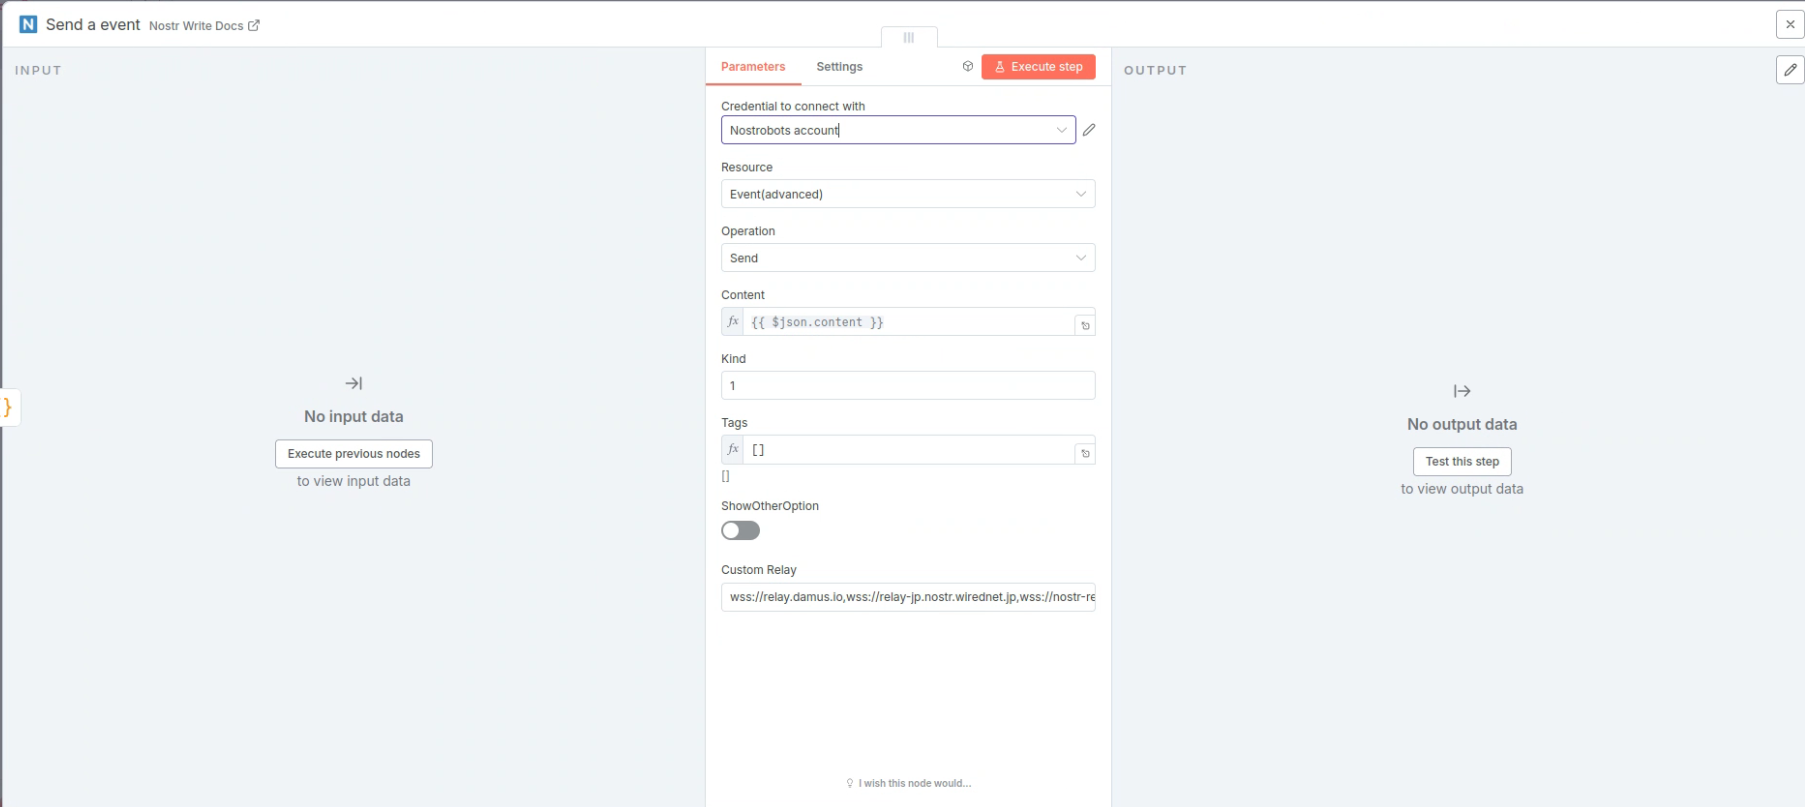 N Send a event Nostr Write Docs
INPUT
Parameters Settings Execute step
OUTPUT
Credential to connect with
Nostrobots account
Resource
Event(advanced)
Operation
Send
Content
fx {{ $json.content }}
Kind
1
Tags
fx []
[]
ShowOtherOption
Custom Relay
wss://relay.damus.io,wss://relay-jp.nostr.wirednet.jp,wss://nostr-re
I wish this node would...
}
No input data
Execute previous nodes
to view input data
No output data
Test this step
to view output data